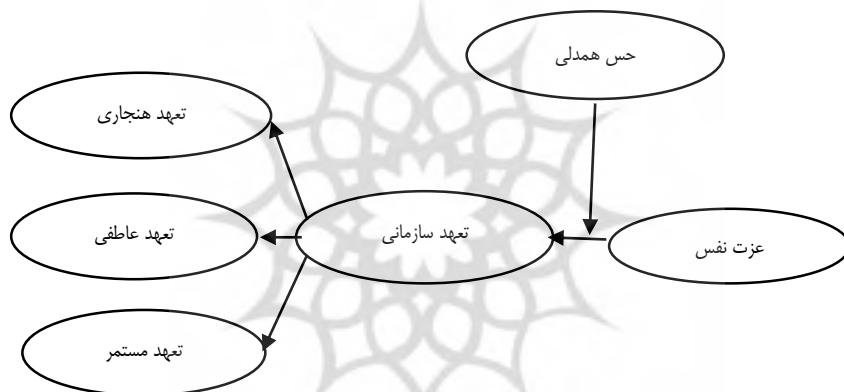 حس همدلی
تعهد هنجاری
عزت نفس
تعهد سازمانی
تعهد عاطفی
تعهد مستمر